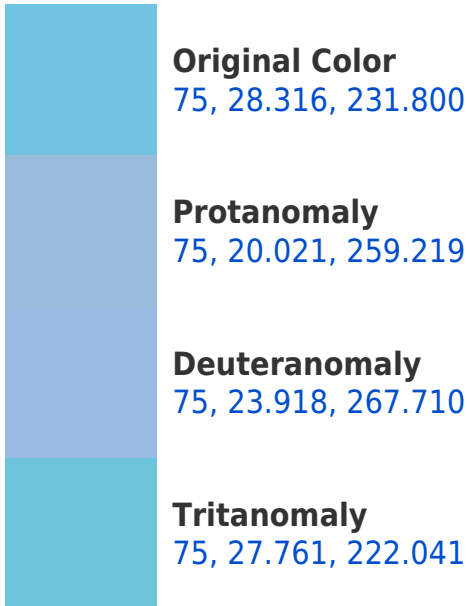 Original Color
75, 28.316, 231.800
Protanomaly
75, 20.021, 259.219
Deuteranomaly
75, 23.918, 267.710
Tritanomaly
75, 27.761, 222.041